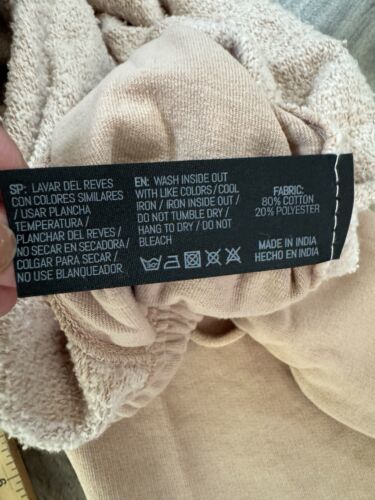 SP: LAVAR DEL REVES
CON COLORES SIMILARES
/ USAR PLANCHA
TEMPERATURA
PLANCHAR DEL REVES /
NO SECAR EN SECADORA/
COLGAR PARA SECAR /
NO USE BLANQUEADOR.
EN: WASH INSIDE OUT
WITH LIKE COLORS / COOL
IRON / IRON INSIDE OUT /
DO NOT TUMBLE DRY /
HANG TO DRY / DO NOT
BLEACH
FABRIC:
80% COTTON
20% POLYESTER
MADE IN INDIA
HECHO EN INDIA